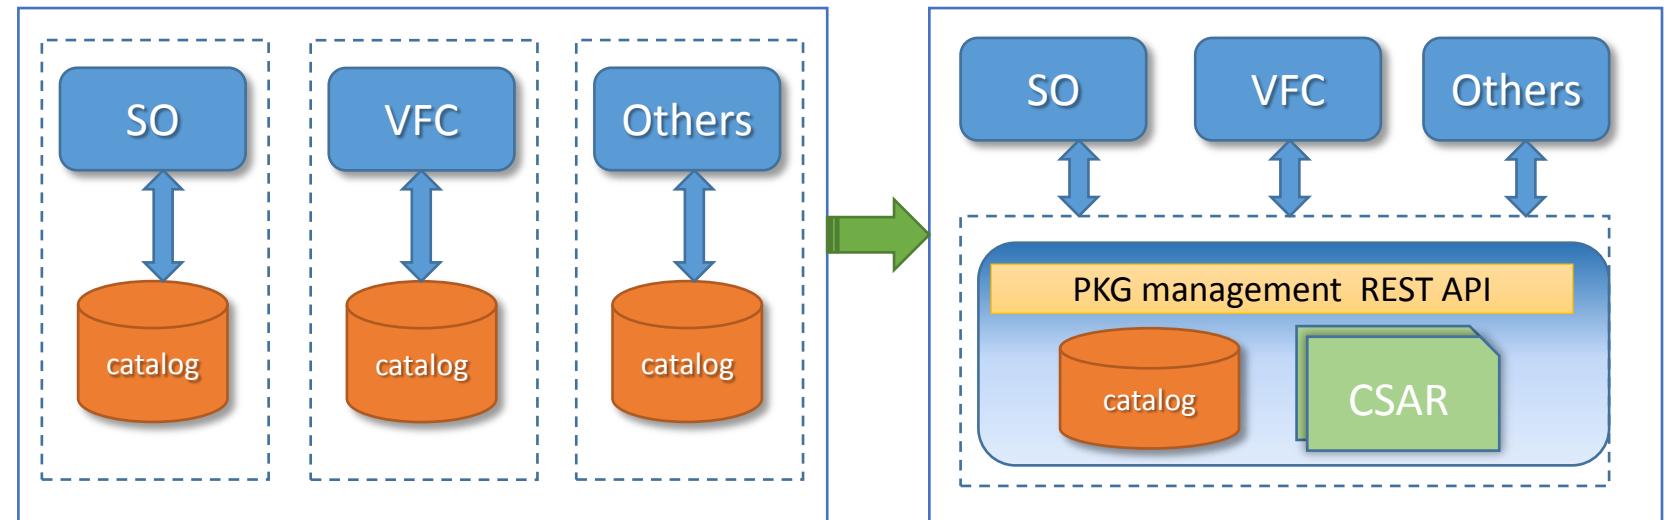 SO
VFC
Others
catalog
catalog
catalog
SO
VFC
Others
PKG management REST API
catalog
CSAR